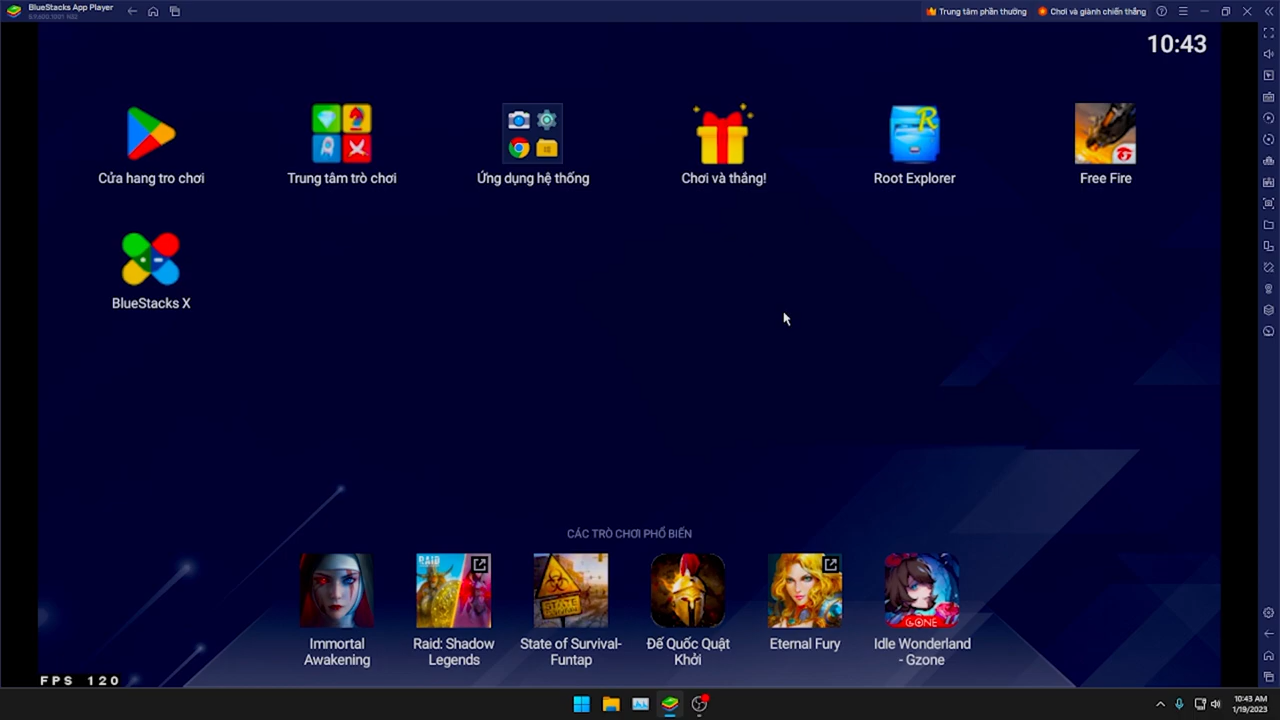 BlueStacks App Player
Trung tâm phần thưởng
Chơi và giành chiến thắng
10:43
Cửa hang tro chơi
Trung tâm trò chơi
Ứng dụng hệ thống
Chơi và thắng!
Root Explorer
Free Fire
BlueStacks X
CÁC TRÒ CHƠI PHỔ BIẾN
RAID
STATE
GZONE
Immortal
Awakening
Raid: Shadow
Legends
State of Survival-
Funtap
Đế Quốc Quật
Khởi
Eternal Fury
Idle Wonderland
- Gzone
FPS 120
10:43 AM
1/19/2023